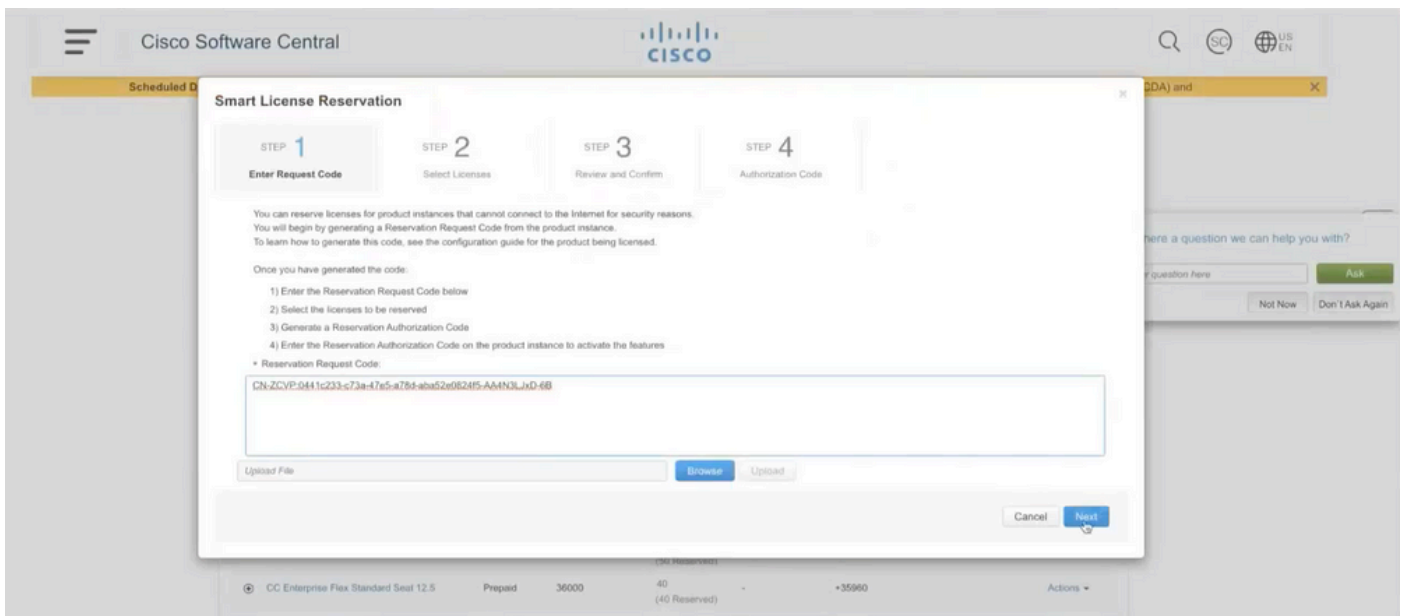 Cisco Software Central
CISCO
SC
US
EN
Scheduled D
CDA) and
Smart License Reservation
STEP 1
Enter Request Code
STEP 2
Select Licenses
STEP 3
Review and Confirm
STEP 4
Authorization Code
You can reserve licenses for product instances that cannot connect to the Internet for security reasons.
You will begin by generating a Reservation Request Code from the product instance.
To learn how to generate this code, see the configuration guide for the product being licensed.
Once you have generated the code:
1) Enter the Reservation Request Code below
2) Select the licenses to be reserved
3) Generate a Reservation Authorization Code
4) Enter the Reservation Authorization Code on the product instance to activate the features
* Reservation Request Code:
CN-ZCVP:0441c233-c73a-47e5-a78d-aba52e0824f5-AA4N3LJxD-6B
Upload File
Browse
Upload
Cancel
Next
here a question we can help you with?
r question here
Ask
Not Now
Don't Ask Again
(50 Reserved)
CC Enterprise Flex Standard Seat 12.5
Prepaid
36000
40
(40 Reserved)
-
+35960
Actions